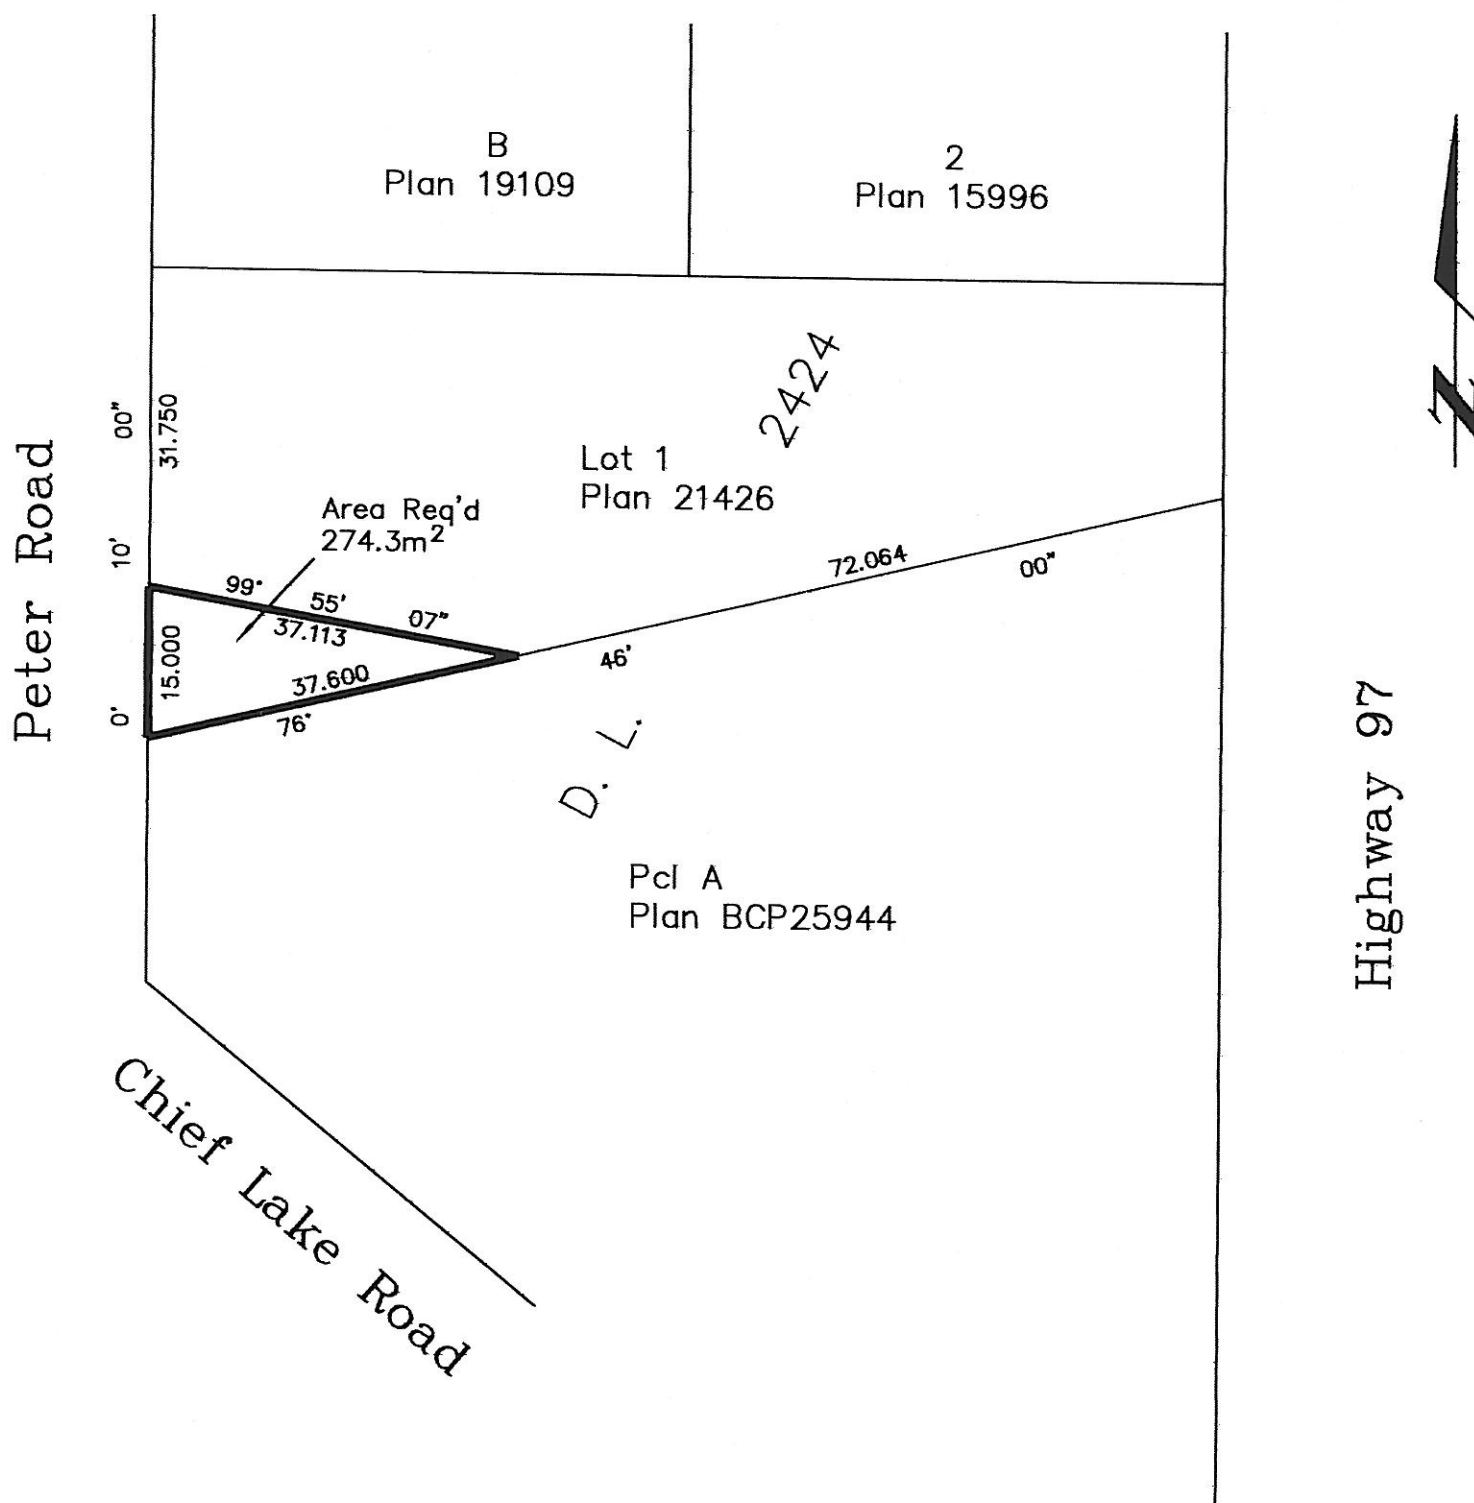 B
Plan 19109
2
Plan 15996
N
2424
Lot 1
Plan 21426
Peter Road
0' 10' 00"
31.750
Area Req'd
274.3m²
99° 55' 07"
37.113
15.000
37.600
76° 46' 00"
72.064
D. L.
Pcl A
Plan BCP25944
Highway 97
Chief Lake Road